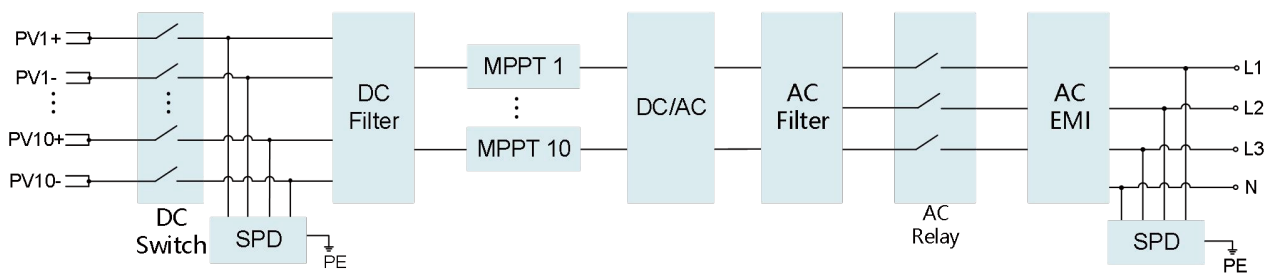 PV1+
PV1-
PV10+
PV10-
DC
Switch
SPD
PE
DC
Filter
MPPT 1
MPPT 10
DC/AC
AC
Filter
AC
Relay
AC
EMI
L1
L2
L3
N
SPD
PE